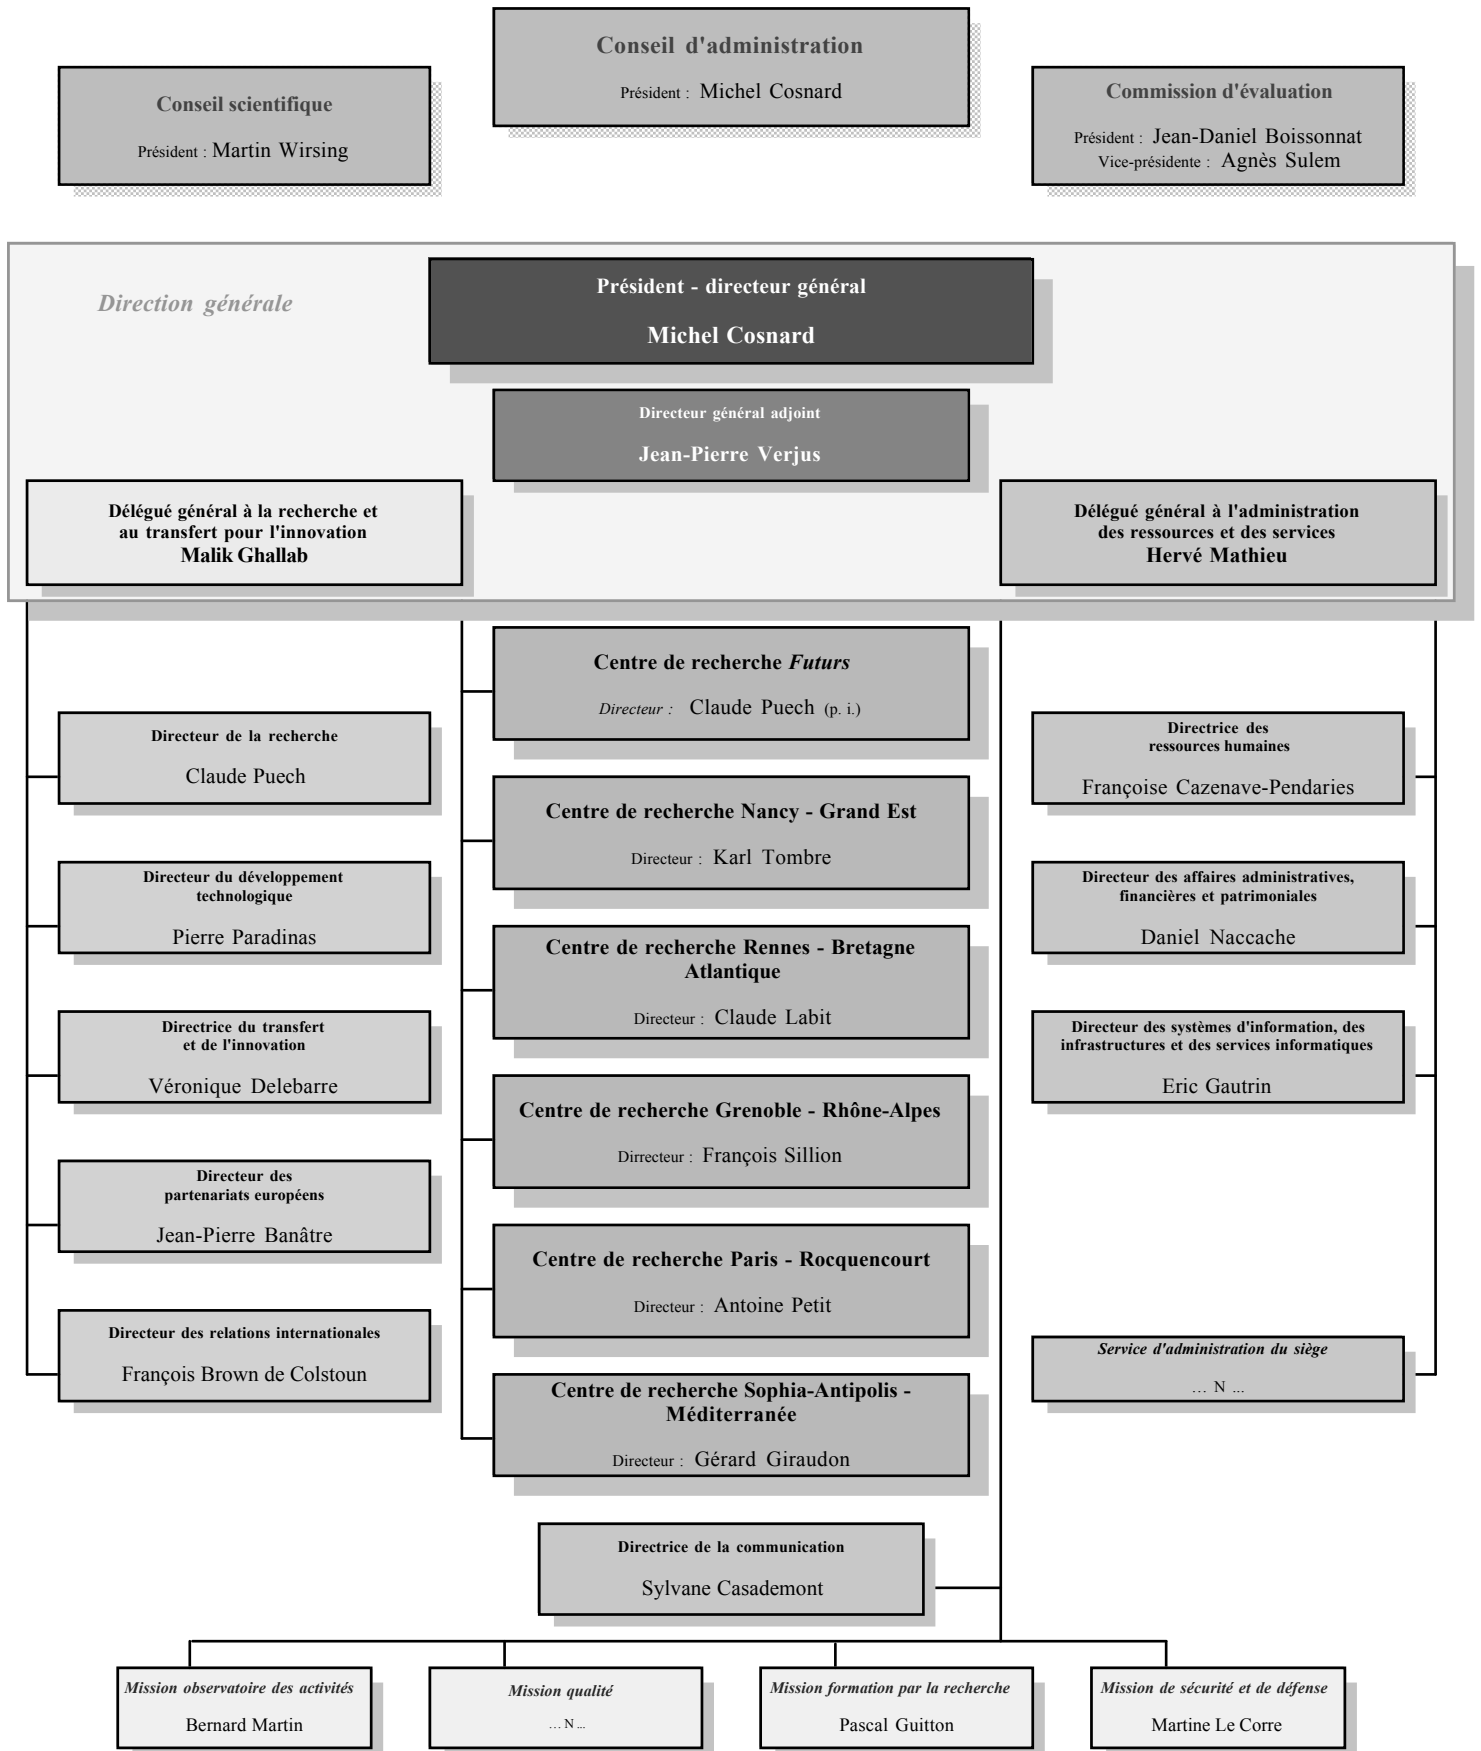 Conseil d'administration
Président : Michel Cosnard
Conseil scientifique
Président : Martin Wirsing
Commission d'évaluation
Président : Jean-Daniel Boissonnat
Vice-présidente : Agnès Sulem
Direction générale
Président - directeur général
Michel Cosnard
Directeur général adjoint
Jean-Pierre Verjus
Délégué général à la recherche et
au transfert pour l'innovation
Malik Ghallab
Délégué général à l'administration
des ressources et des services
Hervé Mathieu
Directeur de la recherche
Claude Puech
Directeur du développement
technologique
Pierre Paradinas
Directrice du transfert
et de l'innovation
Véronique Delebarre
Directeur des
partenariats européens
Jean-Pierre Banâtre
Directeur des relations internationales
François Brown de Colstoun
Centre de recherche Futurs
Directeur : Claude Puech (p. i.)
Centre de recherche Nancy - Grand Est
Directeur : Karl Tombre
Centre de recherche Rennes - Bretagne
Atlantique
Directeur : Claude Labit
Centre de recherche Grenoble - Rhône-Alpes
Dirrecteur : François Sillion
Centre de recherche Paris - Rocquencourt
Directeur : Antoine Petit
Centre de recherche Sophia-Antipolis -
Méditerranée
Directeur : Gérard Giraudon
Directrice des
ressources humaines
Françoise Cazenave-Pendaries
Directeur des affaires administratives,
financières et patrimoniales
Daniel Naccache
Directeur des systèmes d'information, des
infrastructures et des services informatiques
Eric Gautrin
Service d'administration du siège
… N ...
Directrice de la communication
Sylvane Casademont
Mission observatoire des activités
Bernard Martin
Mission qualité
… N ...
Mission formation par la recherche
Pascal Guitton
Mission de sécurité et de défense
Martine Le Corre